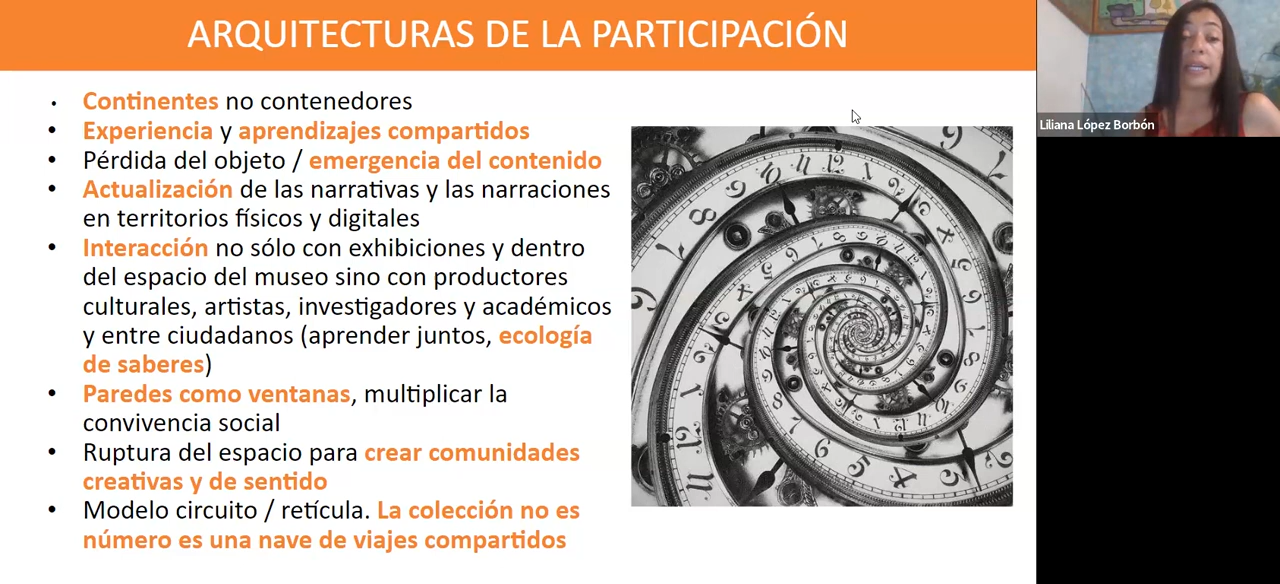 ARQUITECTURAS DE LA PARTICIPACIÓN
Liliana López Borbón
• Continentes no contenedores
• Experiencia y aprendizajes compartidos
• Pérdida del objeto / emergencia del contenido
• Actualización de las narrativas y las narraciones
en territorios físicos y digitales
• Interacción no sólo con exhibiciones y dentro
del espacio del museo sino con productores
culturales, artistas, investigadores y académicos
y entre ciudadanos (aprender juntos, ecología
de saberes)
• Paredes como ventanas, multiplicar la
convivencia social
• Ruptura del espacio para crear comunidades
creativas y de sentido
• Modelo circuito / retícula. La colección no es
número es una nave de viajes compartidos